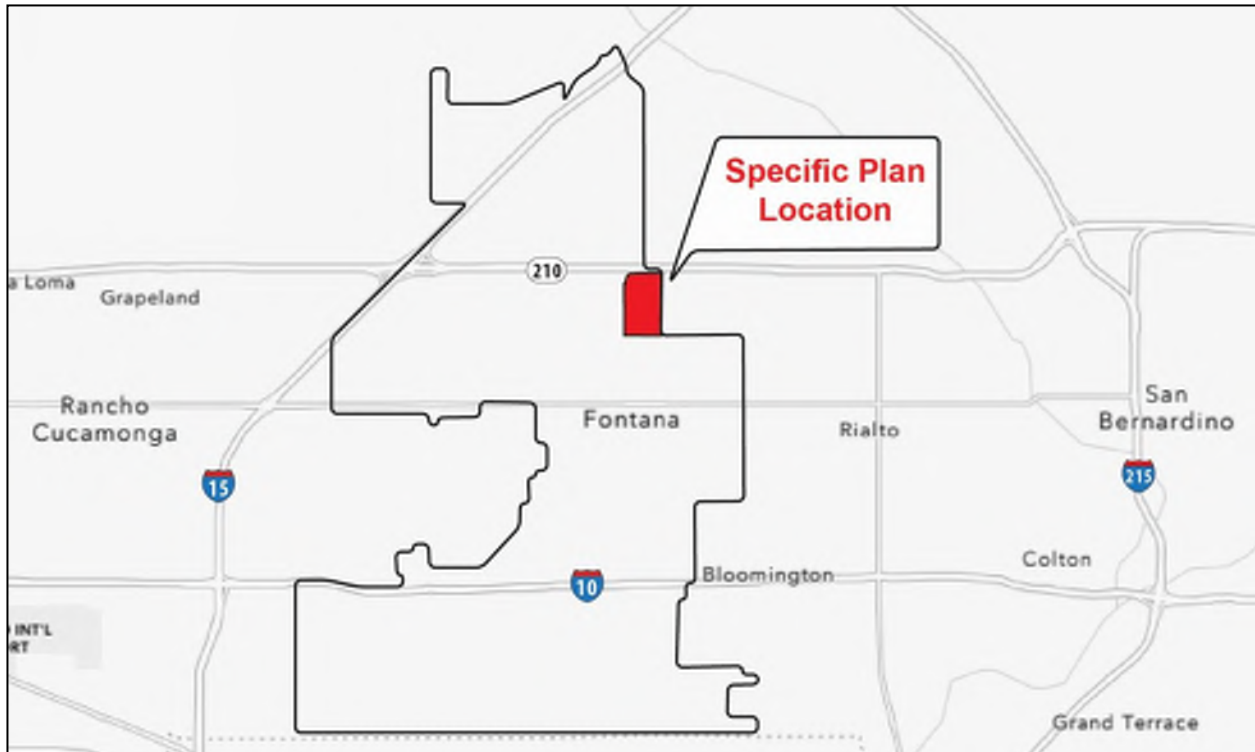 Specific Plan
Location
210
a Loma
Grapeland
Rancho
Cucamonga
Fontana
Rialto
San
Bernardino
15
215
10
Bloomington
Colton
INT'L
RT
Grand Terrace